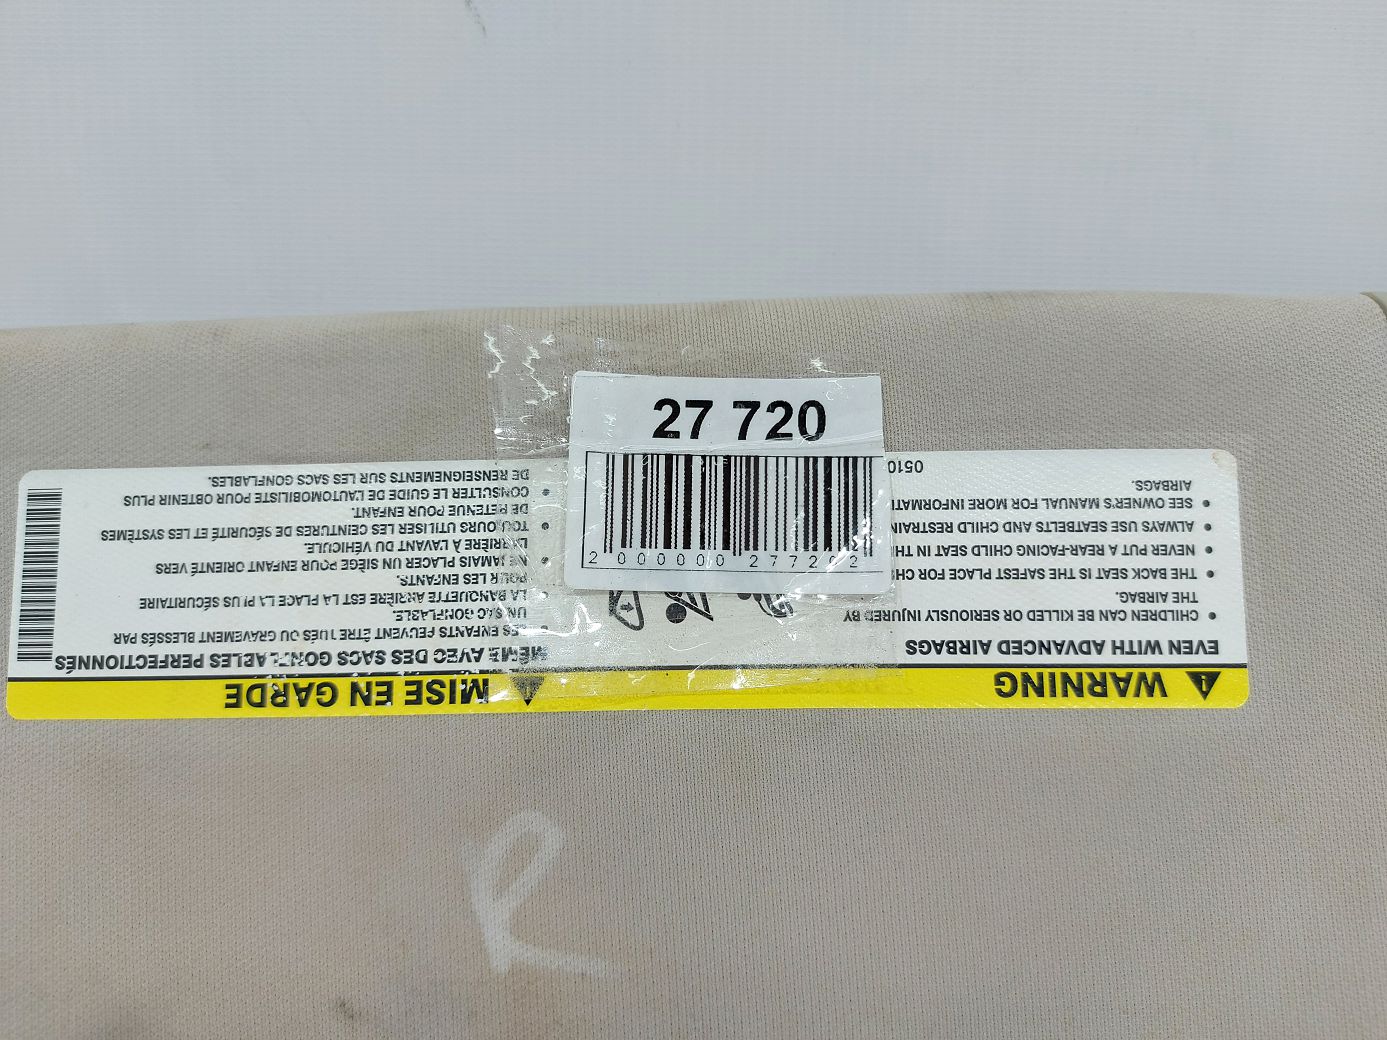 27 720
2 000000 277202
WARNING
EVEN WITH ADVANCED AIRBAGS
• CHILDREN CAN BE KILLED OR SERIOUSLY INJURED BY
THE AIRBAG.
• THE BACK SEAT IS THE SAFEST PLACE FOR
• NEVER PUT A REAR-FACING CHILD SEAT IN
• ALWAYS USE SEATBELTS AND CHILD
• SEE OWNER'S MANUAL FOR MORE
AIRBAGS.
0510
MISE EN GARDE
MÊME AVEC DES SACS GONFLABLES PERFECTIONNÉS
• LES ENFANTS PEUVENT ÊTRE TUÉS OU GRAVEMENT BLESSÉS PAR
UN SAC GONFLABLE.
• LA BANQUETTE ARRIÈRE EST LA PLACE LA PLUS SÉCURITAIRE
POUR LES ENFANTS.
• NE JAMAIS PLACER UN SIÈGE POUR ENFANT ORIENTÉ VERS
L'ARRIÈRE À L'AVANT DU VÉHICULE.
• TOUJOURS UTILISER LES CEINTURES DE SÉCURITÉ ET LES SYSTÈMES
DE RETENUE POUR ENFANT.
• CONSULTER LE GUIDE DE L'AUTOMOBILISTE POUR OBTENIR PLUS
DE RENSEIGNEMENTS SUR LES SACS GONFLABLES.
R